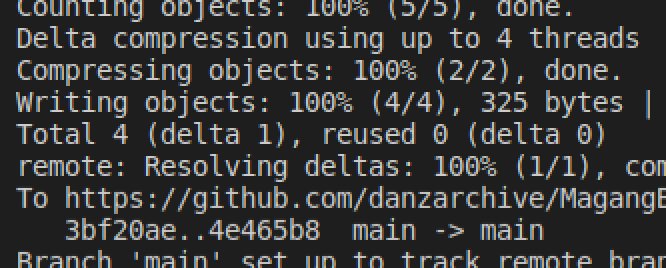 Counting objects: 100% (5/5), done.
Delta compression using up to 4 threads
Compressing objects: 100% (2/2), done.
Writing objects: 100% (4/4), 325 bytes |
Total 4 (delta 1), reused 0 (delta 0)
remote: Resolving deltas: 100% (1/1), com
To https://github.com/danzarchive/Magang
3bf20ae..4e465b8  main -> main
Branch 'main' set up to track remote bran